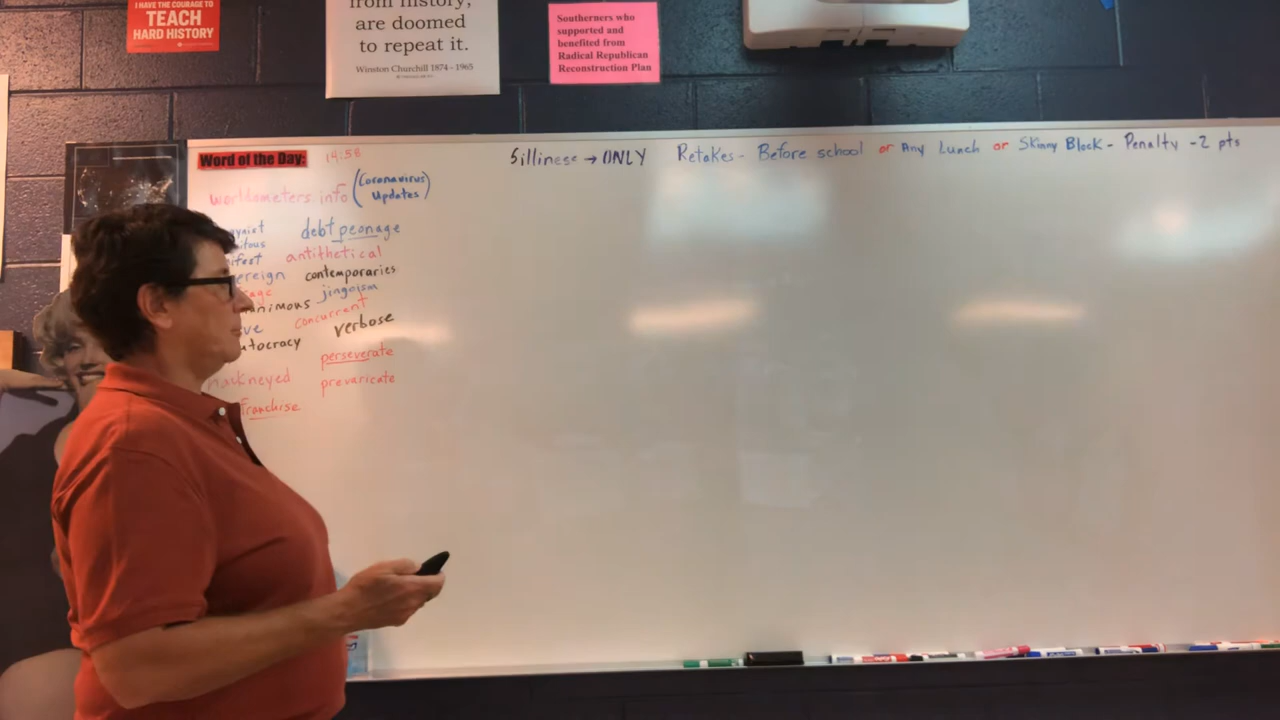 I HAVE THE COURAGE TO
TEACH
HARD HISTORY
from history,
are doomed
to repeat it.
Winston Churchill 1874 - 1965
Southerners who
supported and
benefited from
Radical Republican
Reconstruction Plan
Word of the Day:
14:58
Silliness → ONLY
Retakes - Before school or Any Lunch or Skinny Block - Penalty -2 pts
worldometers info (Coronavirus Updates)
debt peonage
antithetical
contemporaries
jingoism
concurrent
verbose
perseverate
hackneyed prevaricate
franchise